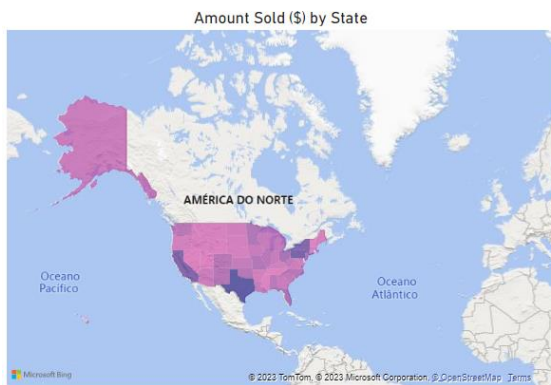 Amount Sold ($) by State
AMÉRICA DO NORTE
Oceano
Pacífico
Oceano
Atlântico
Microsoft Bing
© 2023 TomTom, © 2023 Microsoft Corporation, © OpenStreetMap Terms